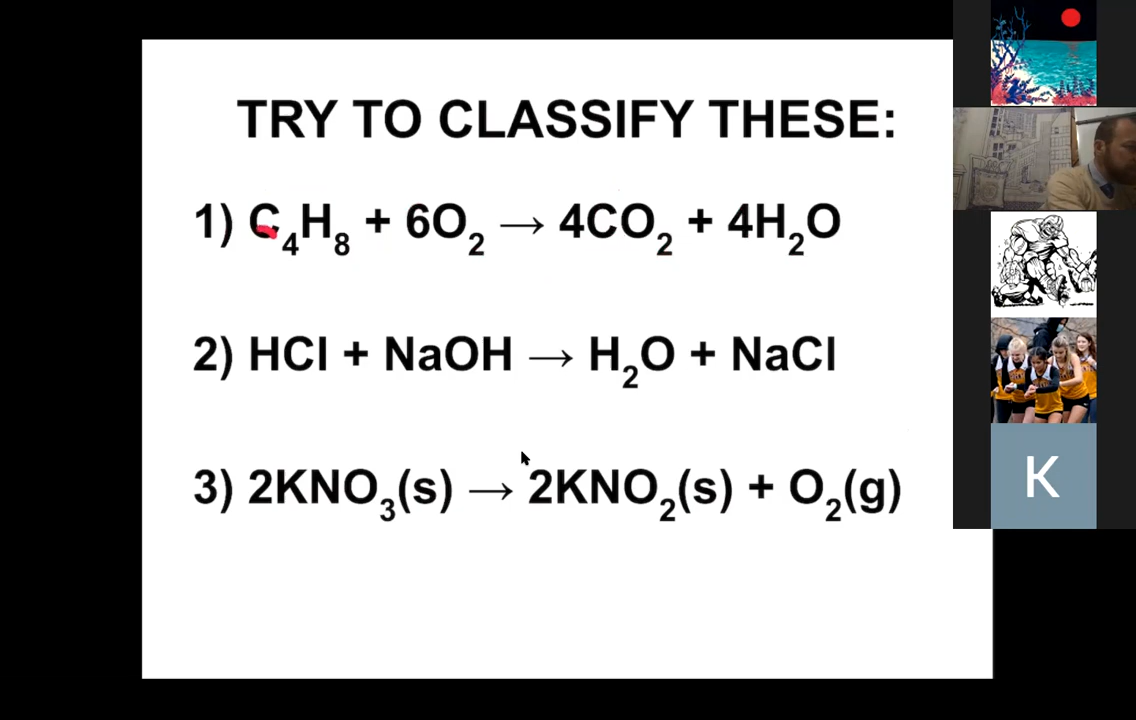 TRY TO CLASSIFY THESE:
1) C₄H₈ + 6O₂ → 4CO₂ + 4H₂O
2) HCl + NaOH → H₂O + NaCl
3) 2KNO₃(s) → 2KNO₂(s) + O₂(g)
K